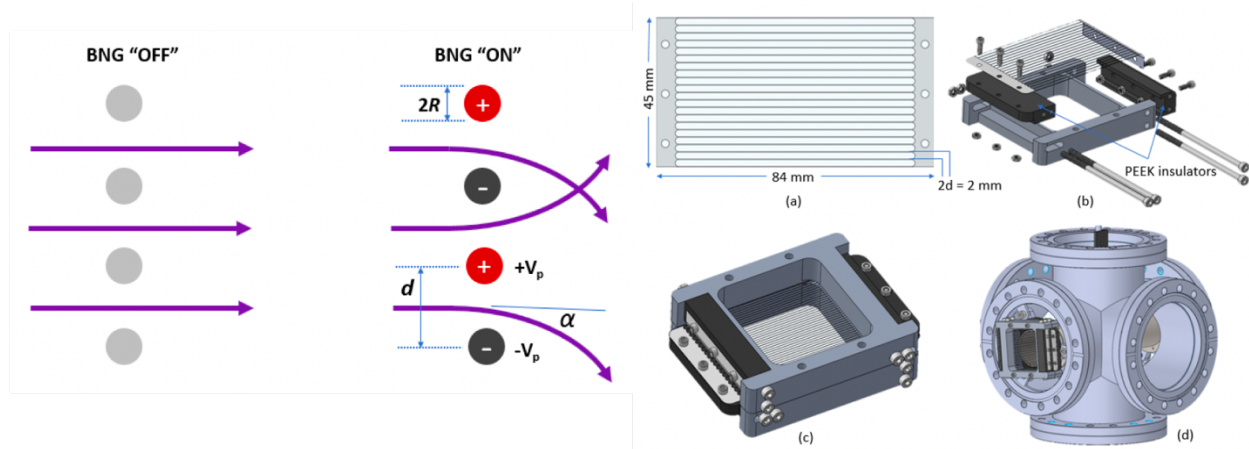 BNG “OFF”
BNG “ON”
2R
+
-
+
+Vp
d
α
-
-Vp
45 mm
84 mm
2d = 2 mm
(a)
PEEK insulators
(b)
(c)
(d)